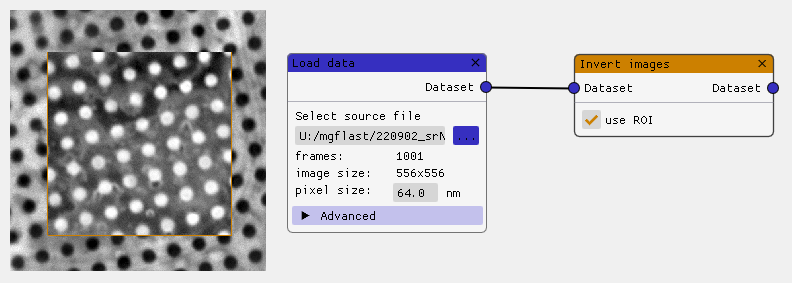 Load data
Dataset
Select source file
U:/mgflast/220902_srN
...
frames: 1001
image size: 556x556
pixel size: 64.0 nm
Advanced
Invert images
Dataset Dataset
use ROI